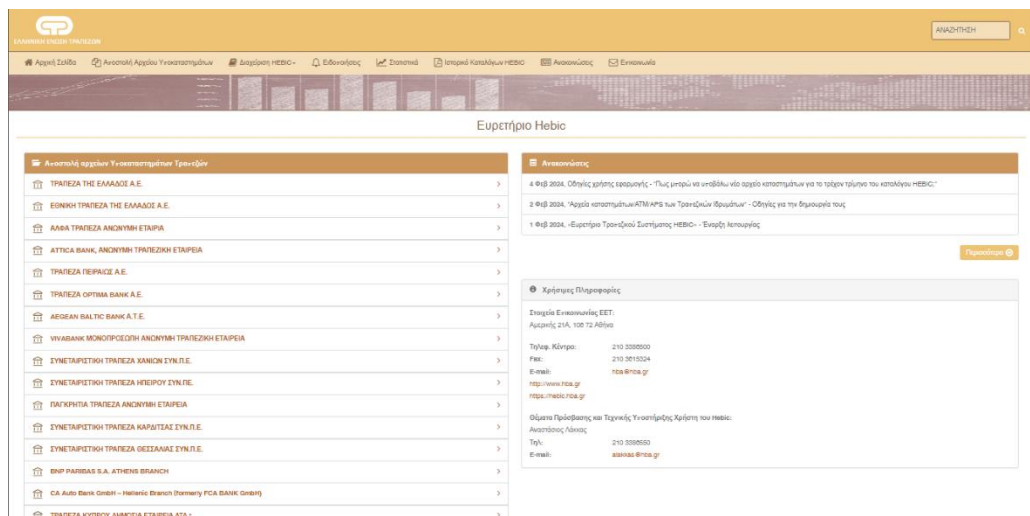 ΕΛΛΗΝΙΚΗ ΕΝΩΣΗ ΤΡΑΠΕΖΩΝ
ΑΝΑΖΗΤΗΣΗ
Αρχική Σελίδα Αποστολή Αρχείου Υποκαταστημάτων Διαχείριση HEBIC Ειδοποιήσεις Στατιστικά Ιστορικό Καταλόγων HEBIC Ανακοινώσεις Επικοινωνία
Ευρετήριο Hebic
Αποστολή αρχείων Υποκαταστημάτων Τραπεζών
ΤΡΑΠΕΖΑ ΤΗΣ ΕΛΛΑΔΟΣ Α.Ε.
ΕΘΝΙΚΗ ΤΡΑΠΕΖΑ ΤΗΣ ΕΛΛΑΔΟΣ Α.Ε.
ΑΛΦΑ ΤΡΑΠΕΖΑ ΑΝΩΝΥΜΗ ΕΤΑΙΡΙΑ
ATTICA BANK, ΑΝΩΝΥΜΗ ΤΡΑΠΕΖΙΚΗ ΕΤΑΙΡΕΙΑ
ΤΡΑΠΕΖΑ ΠΕΙΡΑΙΩΣ Α.Ε.
ΤΡΑΠΕΖΑ OPTIMA BANK Α.Ε.
AEGEAN BALTIC BANK Α.Τ.Ε.
VIVABANK ΜΟΝΟΠΡΟΣΩΠΗ ΑΝΩΝΥΜΗ ΤΡΑΠΕΖΙΚΗ ΕΤΑΙΡΕΙΑ
ΣΥΝΕΤΑΙΡΙΣΤΙΚΗ ΤΡΑΠΕΖΑ ΧΑΝΙΩΝ ΣΥΝ.Π.Ε.
ΣΥΝΕΤΑΙΡΙΣΤΙΚΗ ΤΡΑΠΕΖΑ ΗΠΕΙΡΟΥ ΣΥΝ.ΠΕ.
ΠΑΓΚΡΗΤΙΑ ΤΡΑΠΕΖΑ ΑΝΩΝΥΜΗ ΕΤΑΙΡΕΙΑ
ΣΥΝΕΤΑΙΡΙΣΤΙΚΗ ΤΡΑΠΕΖΑ ΚΑΡΔΙΤΣΑΣ ΣΥΝ.Π.Ε.
ΣΥΝΕΤΑΙΡΙΣΤΙΚΗ ΤΡΑΠΕΖΑ ΘΕΣΣΑΛΙΑΣ ΣΥΝ.Π.Ε.
BNP PARIBAS S.A. ATHENS BRANCH
CA Auto Bank GmbH – Hellenic Branch (formerly FCA BANK GmbH)
ΤΡΑΠΕΖΑ ΚΥΠΡΟΥ ΔΗΜΟΣΙΑ ΕΤΑΙΡΕΙΑ
Ανακοινώσεις
4 Φεβ 2024, Οδηγίες χρήσης εφαρμογής - "Πως μπορώ να υποβάλω νέο αρχείο καταστημάτων για το τρέχον τρίμηνο του καταλόγου HEBIC;"
2 Φεβ 2024, "Αρχεία καταστημάτων/ATM/APS των Τραπεζικών Ιδρυμάτων" - Οδηγίες για την δημιουργία τους
1 Φεβ 2024, «Ευρετήριο Τραπεζικού Συστήματος HEBIC» - Έναρξη λειτουργίας
Περισσότερα
Χρήσιμες Πληροφορίες
Στοιχεία Επικοινωνίας ΕΕΤ:
Αμερικής 21Α, 106 72 Αθήνα
Τηλεφ. Κέντρο: 210 3386500
Fax: 210 3615324
E-mail: hba@hba.gr
http://www.hba.gr
https://hebic.hba.gr
Θέματα Πρόσβασης και Τεχνικής Υποστήριξης Χρήστη του Hebic:
Αναστάσιος Λάκκας
Τηλ: 210 3386550
E-mail: alakkas@hba.gr